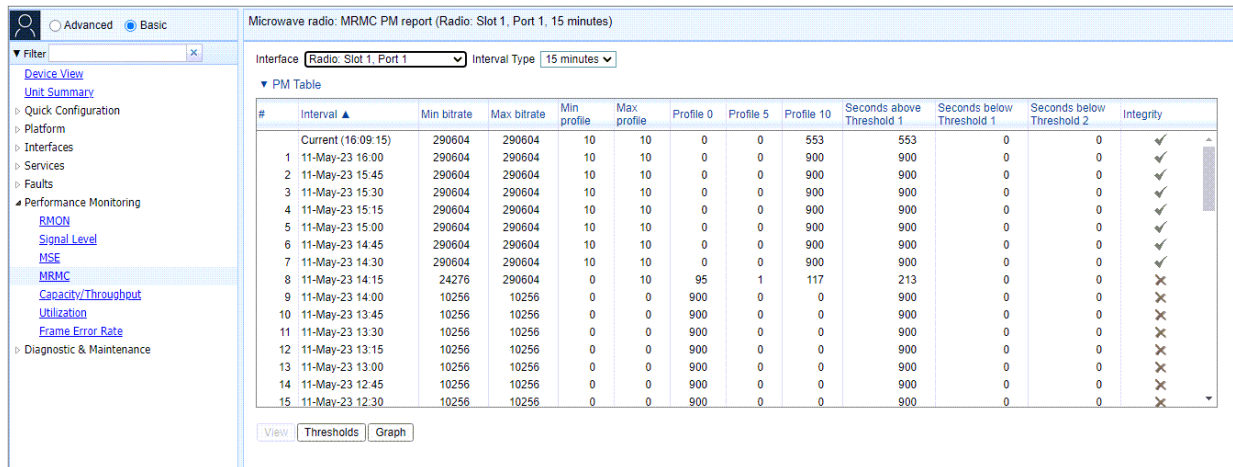 Advanced Basic
Microwave radio: MRMC PM report (Radio: Slot 1, Port 1, 15 minutes)
Filter
Device View
Unit Summary
Quick Configuration
Platform
Interfaces
Services
Faults
Performance Monitoring
RMON
Signal Level
MSE
MRMC
Capacity/Throughput
Utilization
Frame Error Rate
Diagnostic & Maintenance
Interface Radio: Slot 1, Port 1 Interval Type 15 minutes
PM Table
# Interval ▲ Min bitrate Max bitrate Min profile Max profile Profile 0 Profile 5 Profile 10 Seconds above Threshold 1 Seconds below Threshold 1 Seconds below Threshold 2 Integrity
Current (16:09:15) 290604 290604 10 10 0 0 553 553 0 0
1 11-May-23 16:00 290604 290604 10 10 0 0 900 900 0 0
2 11-May-23 15:45 290604 290604 10 10 0 0 900 900 0 0
3 11-May-23 15:30 290604 290604 10 10 0 0 900 900 0 0
4 11-May-23 15:15 290604 290604 10 10 0 0 900 900 0 0
5 11-May-23 15:00 290604 290604 10 10 0 0 900 900 0 0
6 11-May-23 14:45 290604 290604 10 10 0 0 900 900 0 0
7 11-May-23 14:30 290604 290604 10 10 0 0 900 900 0 0
8 11-May-23 14:15 24276 290604 0 10 95 1 117 213 0 0
9 11-May-23 14:00 10256 10256 0 0 900 0 0 900 0 0
10 11-May-23 13:45 10256 10256 0 0 900 0 0 900 0 0
11 11-May-23 13:30 10256 10256 0 0 900 0 0 900 0 0
12 11-May-23 13:15 10256 10256 0 0 900 0 0 900 0 0
13 11-May-23 13:00 10256 10256 0 0 900 0 0 900 0 0
14 11-May-23 12:45 10256 10256 0 0 900 0 0 900 0 0
15 11-May-23 12:30 10256 10256 0 0 900 0 0 900 0 0
View Thresholds Graph